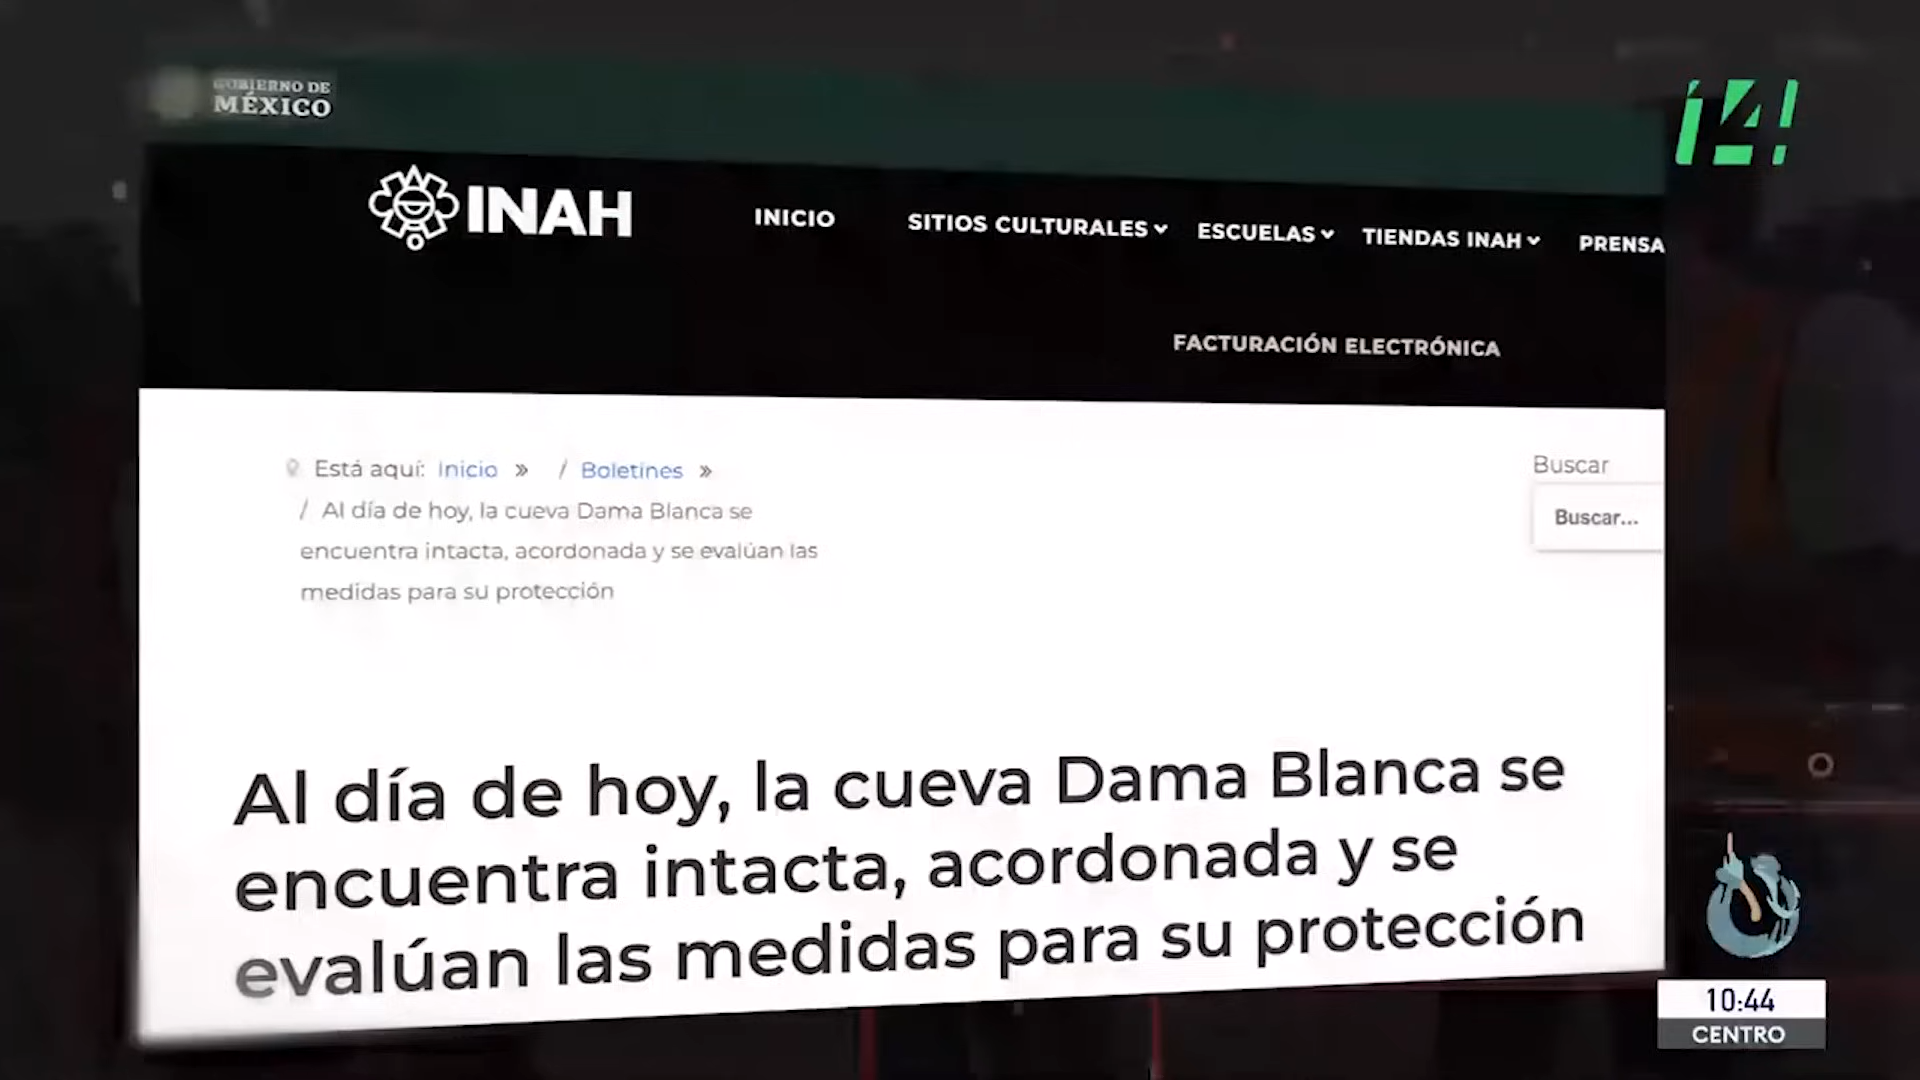 GOBIERNO DE
MÉXICO
14!
INAH
INICIO
SITIOS CULTURALES
ESCUELAS
TIENDAS INAH
PRENSA
FACTURACIÓN ELECTRÓNICA
Está aquí: Inicio » / Boletines »
/ Al día de hoy, la cueva Dama Blanca se
encuentra intacta, acordonada y se evalúan las
medidas para su protección
Buscar
Buscar...
Al día de hoy, la cueva Dama Blanca se
encuentra intacta, acordonada y se
evalúan las medidas para su protección
10:44
CENTRO